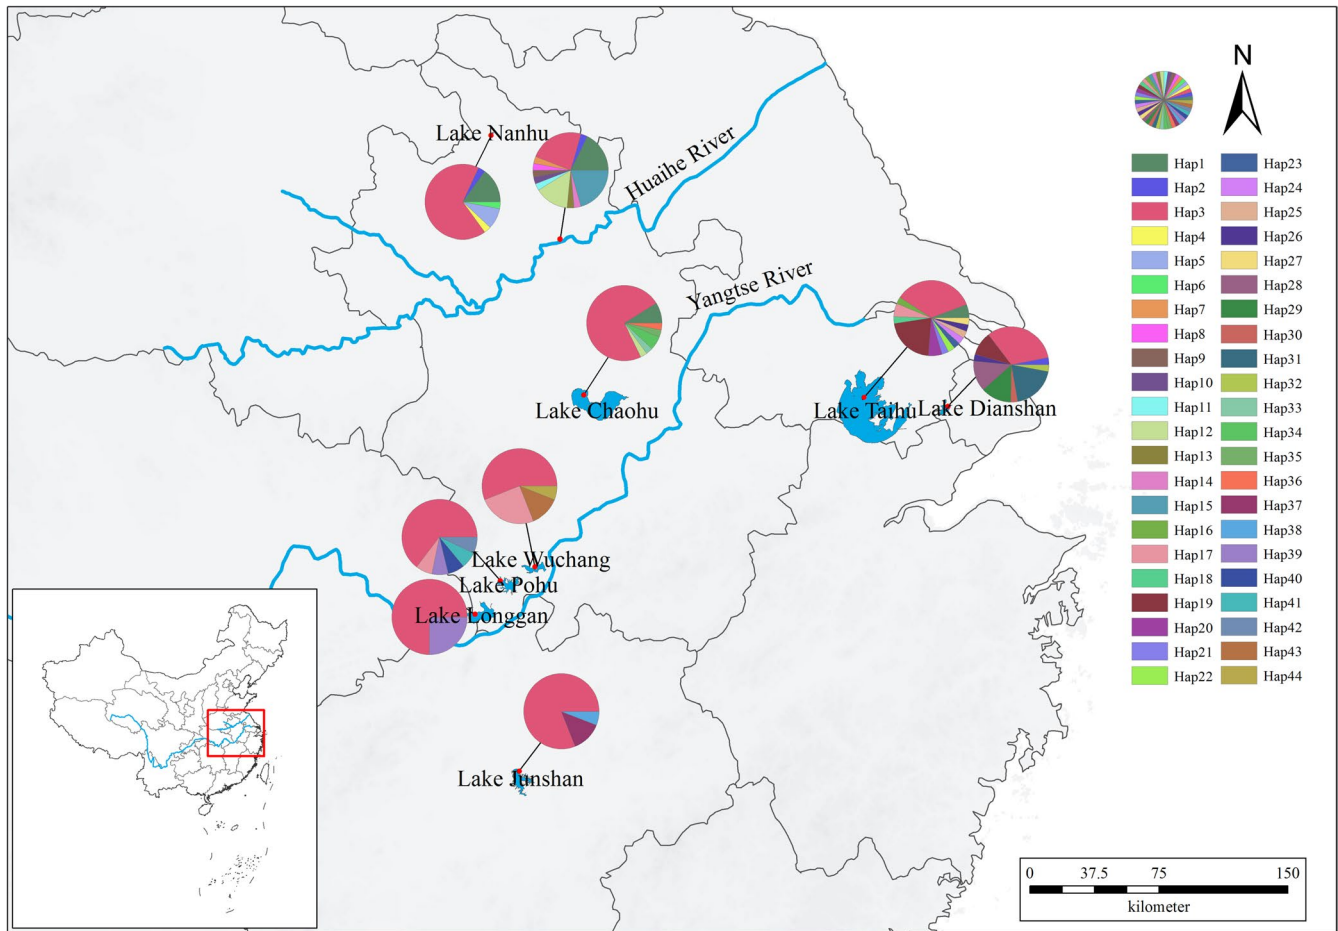 N
Lake Nanhu
Huaihe River
Yangtse River
Lake Chaohu
Lake Taihu
Lake Dianshan
Lake Wuchang
Lake Pohu
Lake Longgan
Lake Junshan
Hap1
Hap2
Hap3
Hap4
Hap5
Hap6
Hap7
Hap8
Hap9
Hap10
Hap11
Hap12
Hap13
Hap14
Hap15
Hap16
Hap17
Hap18
Hap19
Hap20
Hap21
Hap22
Hap23
Hap24
Hap25
Hap26
Hap27
Hap28
Hap29
Hap30
Hap31
Hap32
Hap33
Hap34
Hap35
Hap36
Hap37
Hap38
Hap39
Hap40
Hap41
Hap42
Hap43
Hap44
0 37.5 75 150
kilometer